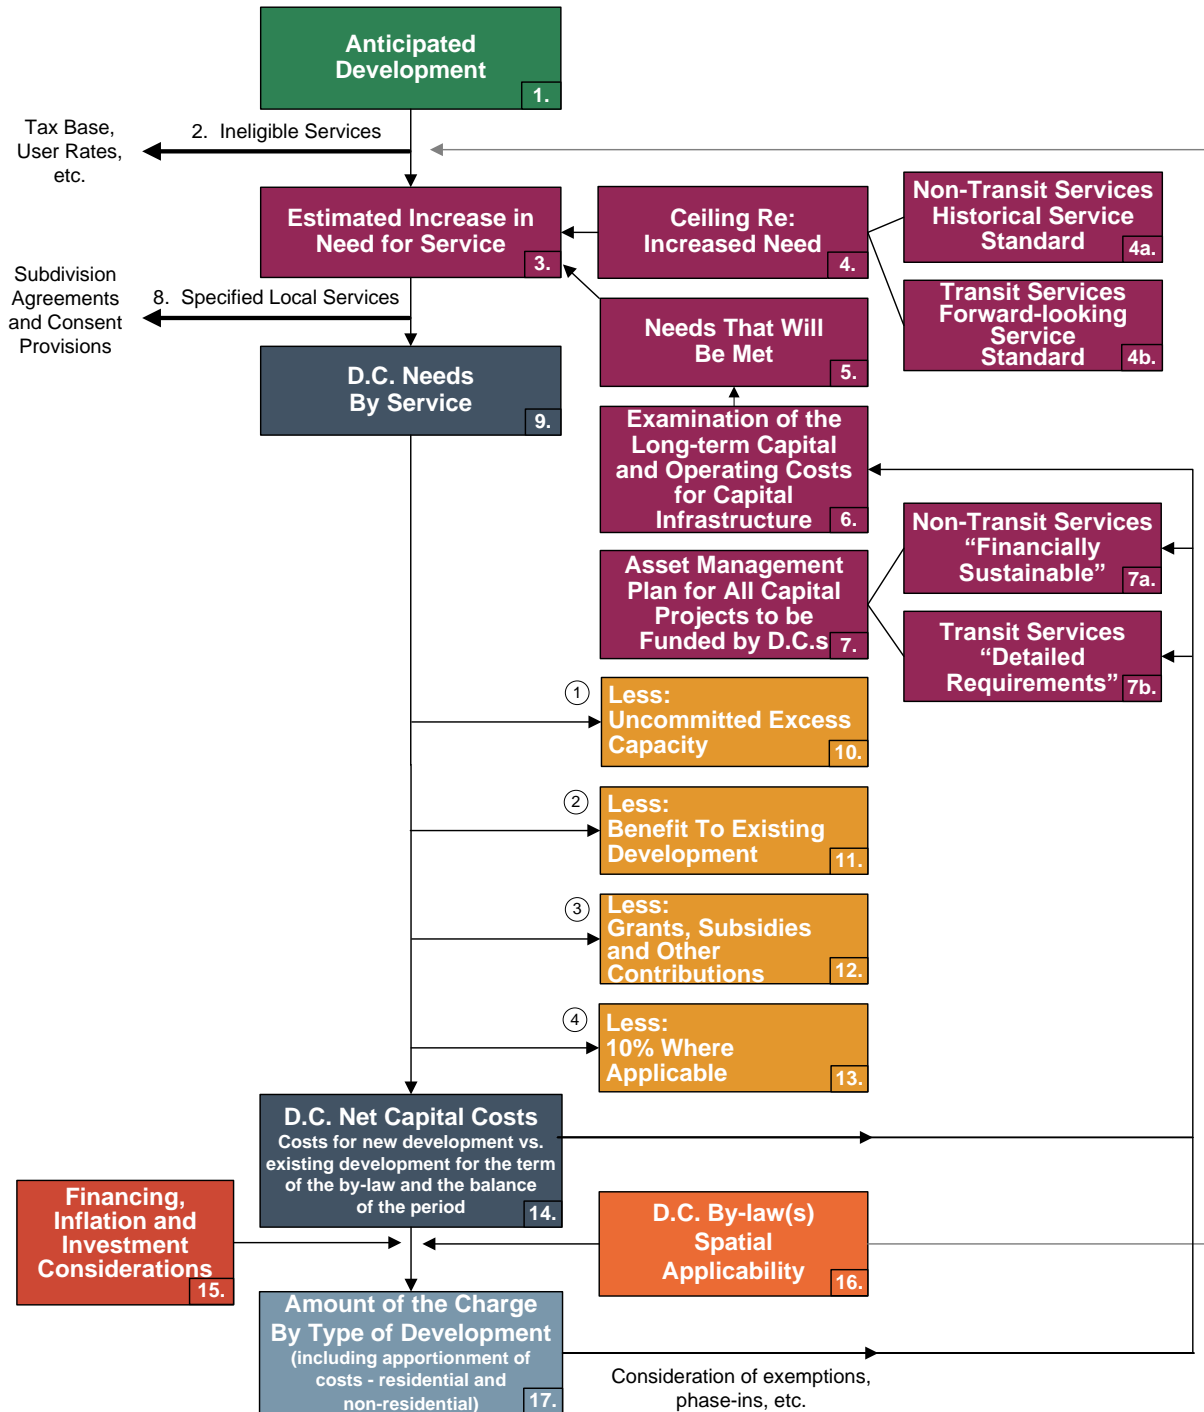 Anticipated
Development
1.
2.  Ineligible Services
Tax Base,
User Rates,
etc.
Estimated Increase in
Need for Service
3.
Ceiling Re:
Increased Need
4.
Non-Transit Services
Historical Service
Standard
4a.
Transit Services
Forward-looking
Service
Standard
4b.
8.  Specified Local Services
Subdivision
Agreements
and Consent
Provisions
Needs That Will
Be Met
5.
D.C. Needs
By Service
9.
Examination of the
Long-term Capital
and Operating Costs
for Capital
Infrastructure
6.
Asset Management
Plan for All Capital
Projects to be
Funded by D.C.s
7.
Non-Transit Services
“Financially
Sustainable”
7a.
Transit Services
“Detailed
Requirements”
7b.
1
Less:
Uncommitted Excess
Capacity
10.
2
Less:
Benefit To Existing
Development
11.
3
Less:
Grants, Subsidies
and Other
Contributions
12.
4
Less:
10% Where
Applicable
13.
D.C. Net Capital Costs
Costs for new development vs.
existing development for the term
of the by-law and the balance
of the period
14.
Financing,
Inflation and
Investment
Considerations
15.
D.C. By-law(s)
Spatial
Applicability
16.
Amount of the Charge
By Type of Development
(including apportionment of
costs - residential and
non-residential)
17.
Consideration of exemptions,
phase-ins, etc.